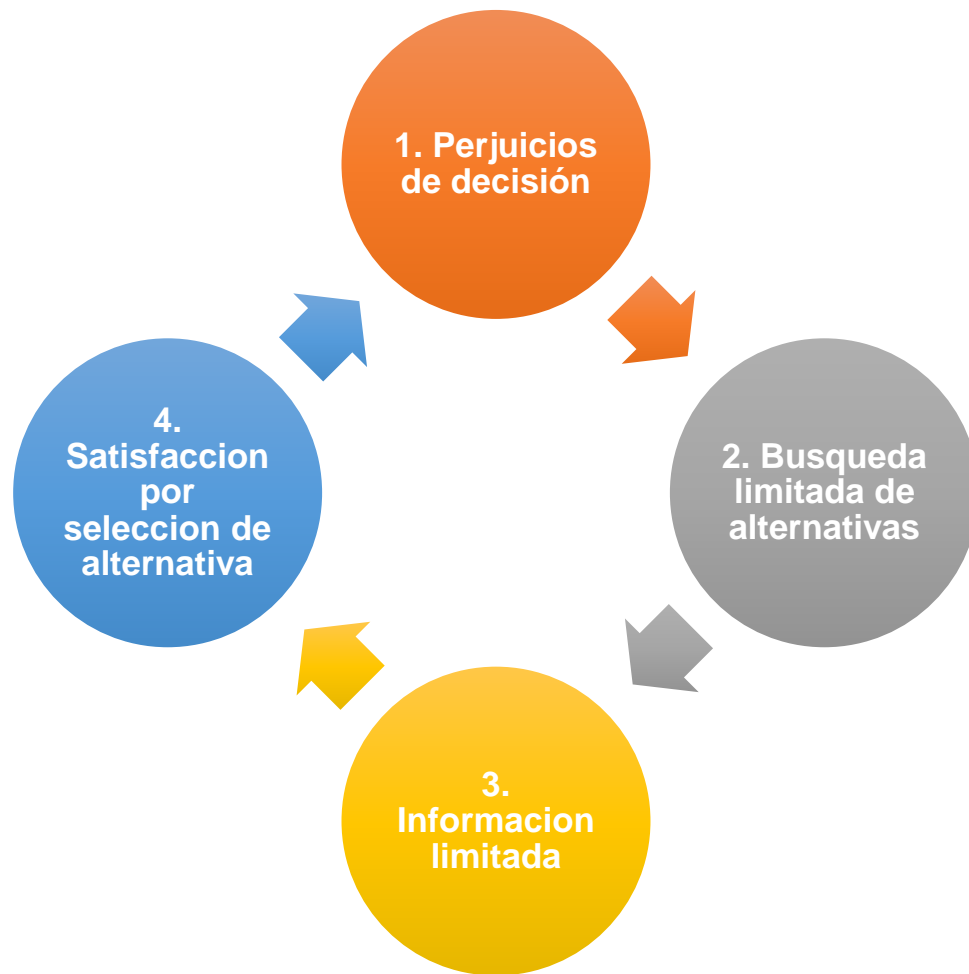 1. Perjuicios
de decisión
2. Busqueda
limitada de
alternativas
3.
Informacion
limitada
4.
Satisfaccion
por
seleccion de
alternativa